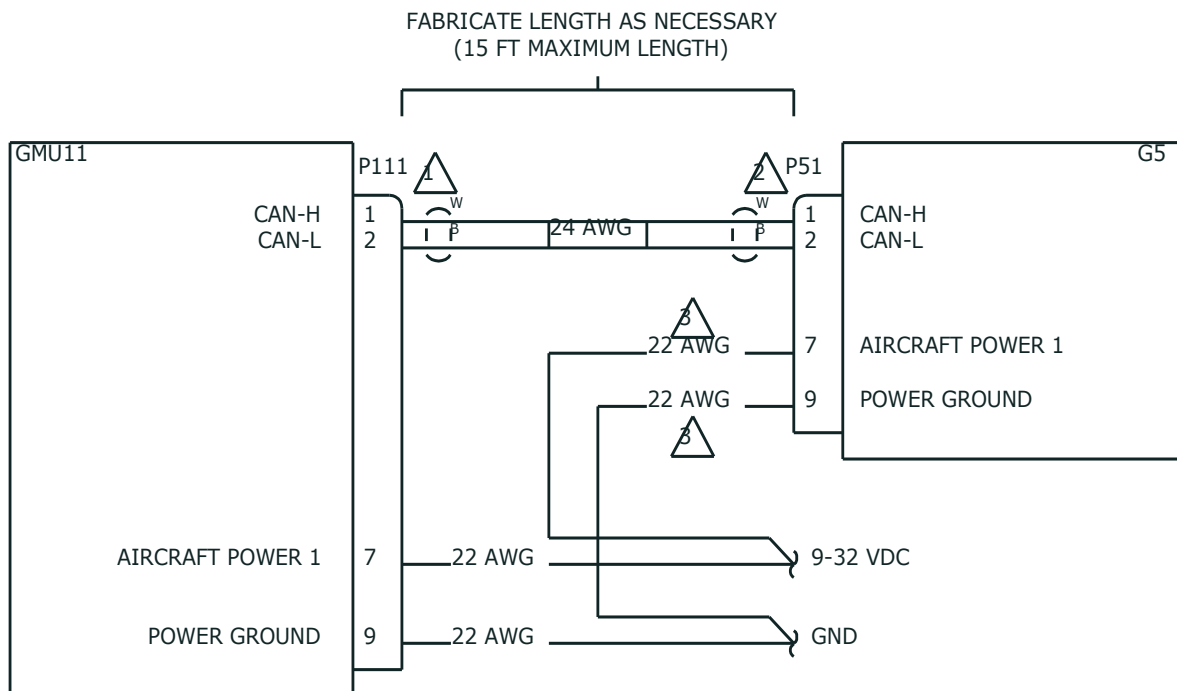 FABRICATE LENGTH AS NECESSARY
(15 FT MAXIMUM LENGTH)
GMU11
G5
P111
1
2
P51
W
W
CAN-H
1
1
CAN-H
B
24 AWG
B
CAN-L
2
2
CAN-L
3
22 AWG
7
AIRCRAFT POWER 1
22 AWG
9
POWER GROUND
3
AIRCRAFT POWER 1
7
22 AWG
9-32 VDC
POWER GROUND
9
22 AWG
GND